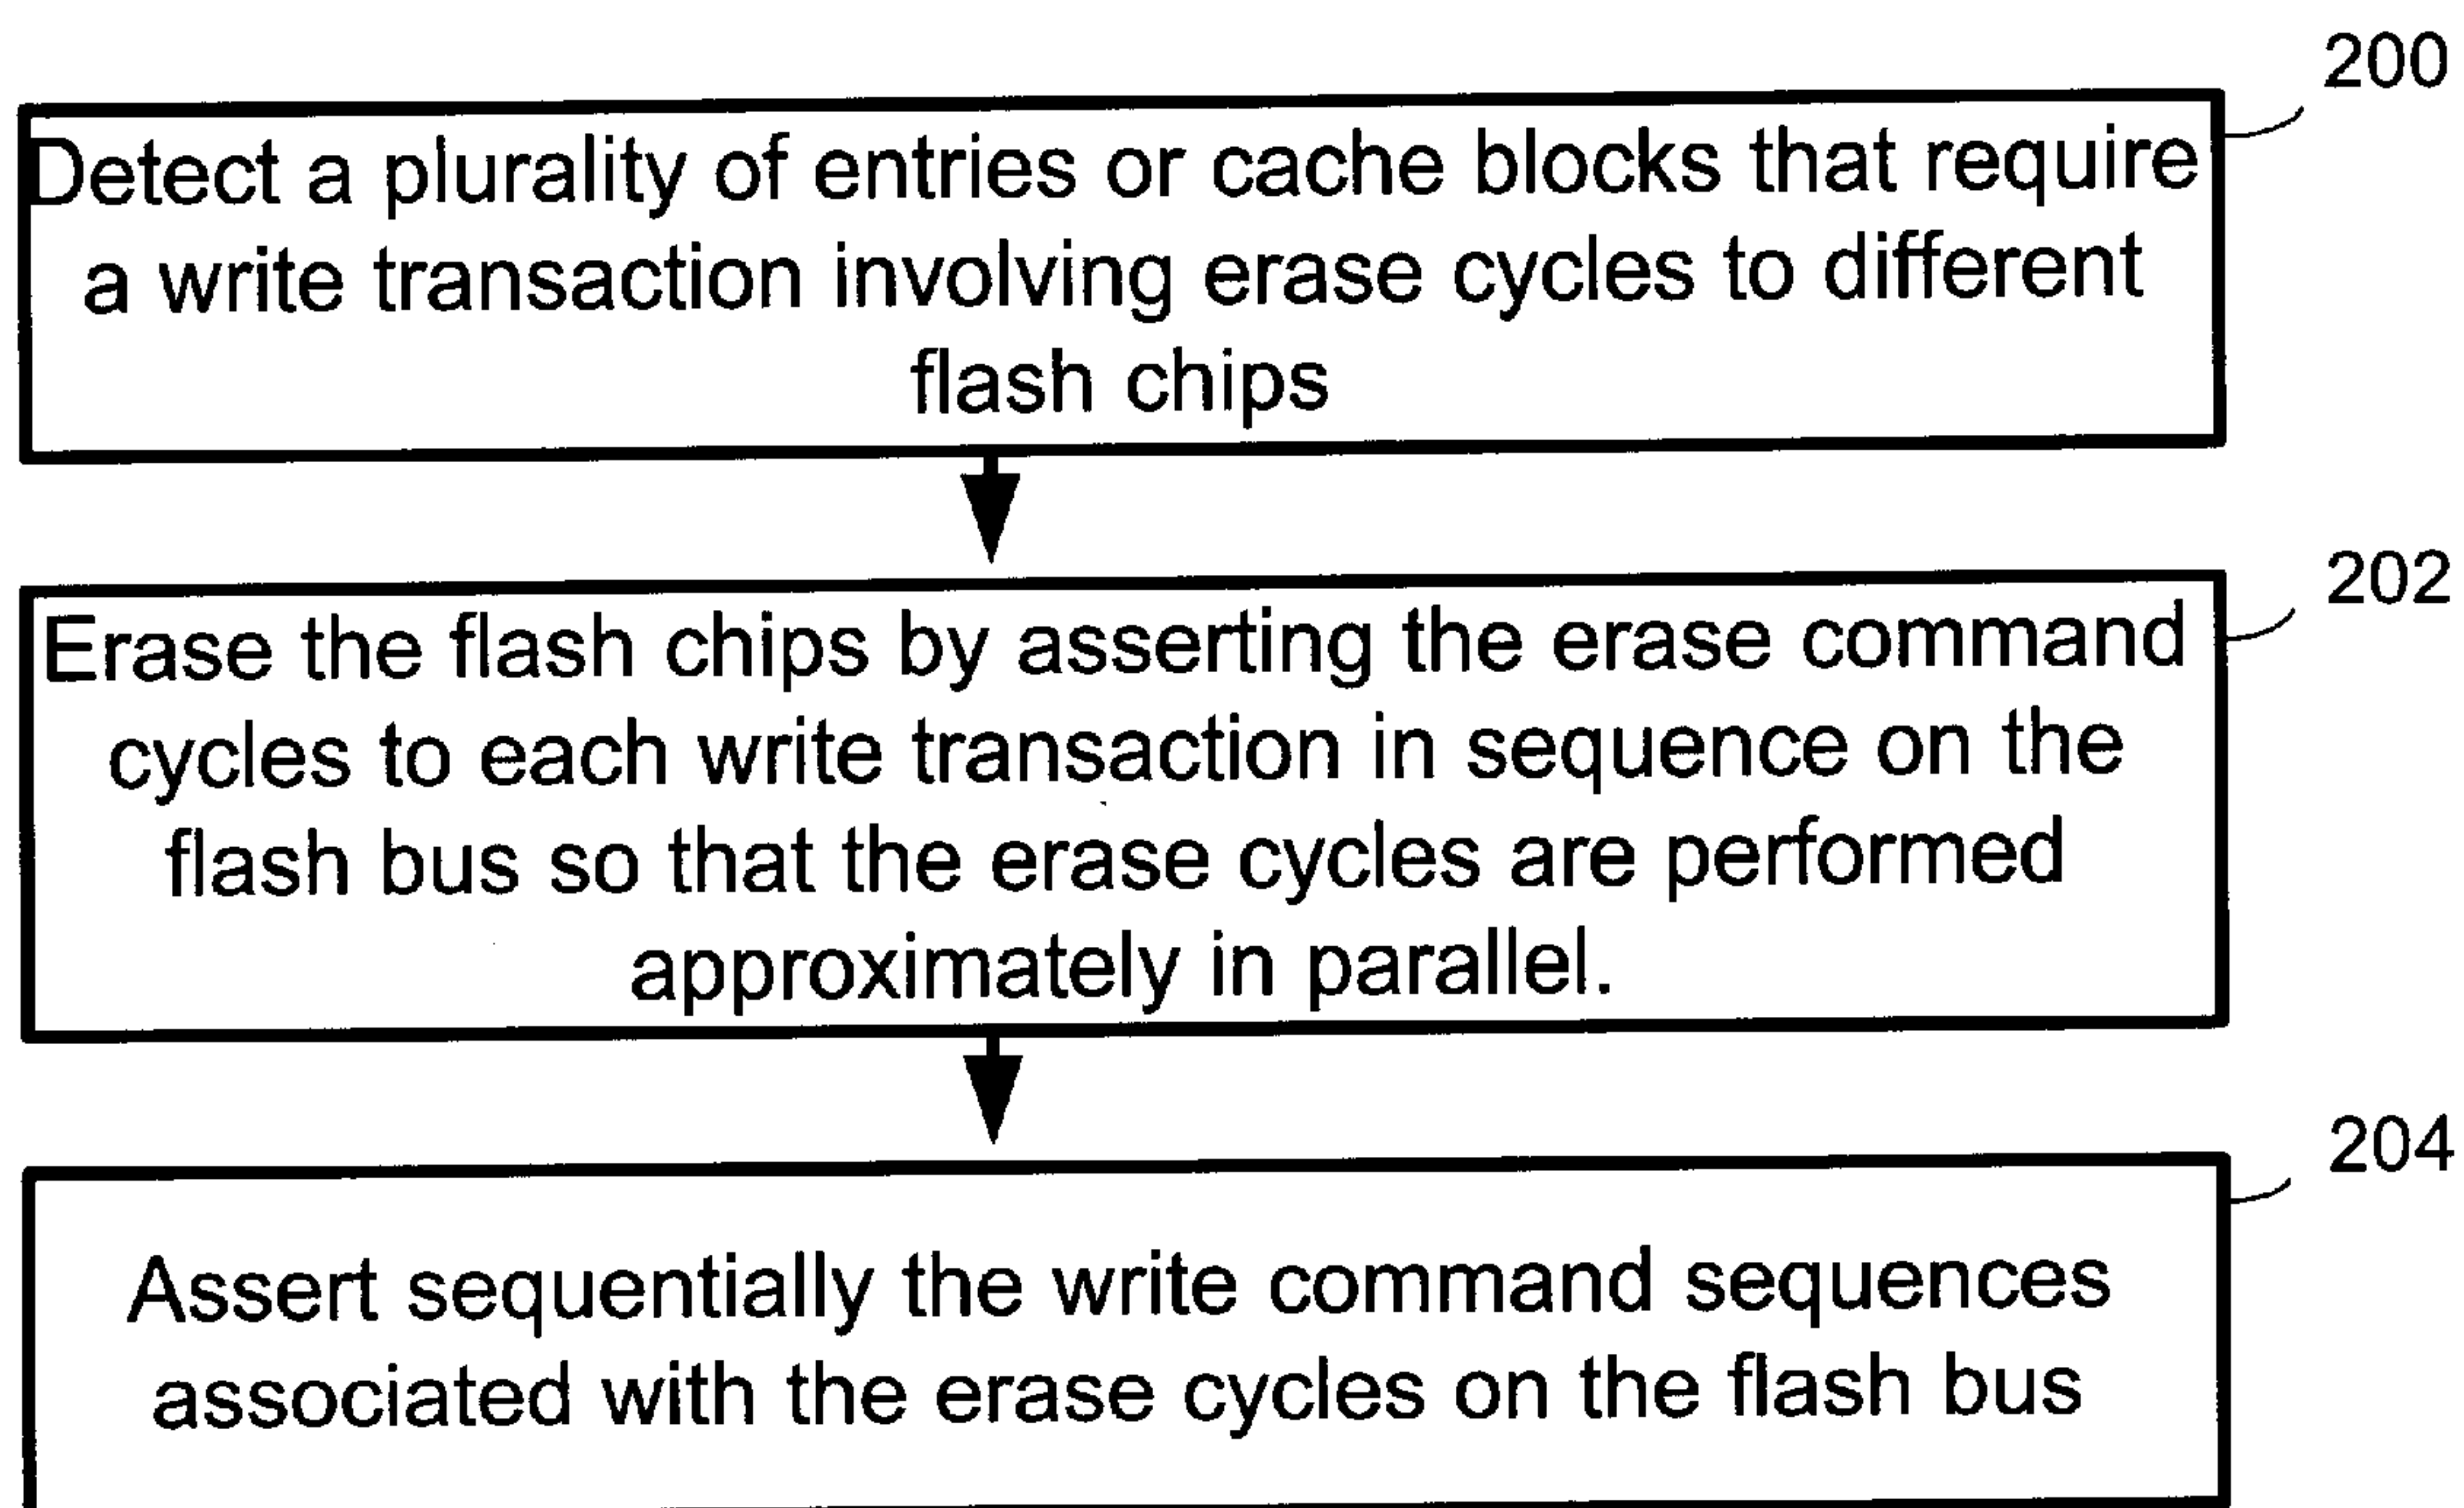 200
Detect a plurality of entries or cache blocks that require
a write transaction involving erase cycles to different
flash chips
202
Erase the flash chips by asserting the erase command
cycles to each write transaction in sequence on the
flash bus so that the erase cycles are performed
approximately in parallel.
204
Assert sequentially the write command sequences
associated with the erase cycles on the flash bus